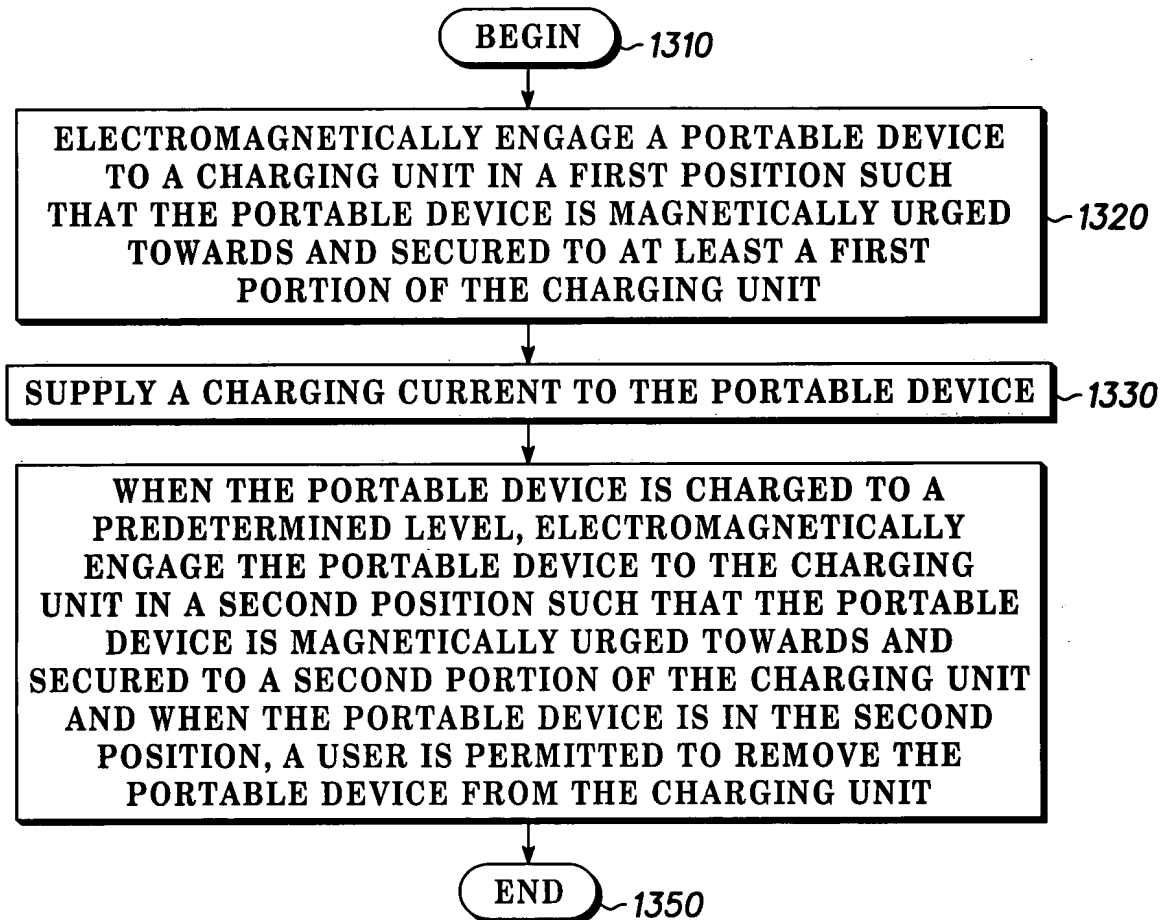 BEGIN
1310
ELECTROMAGNETICALLY ENGAGE A PORTABLE DEVICE
TO A CHARGING UNIT IN A FIRST POSITION SUCH
THAT THE PORTABLE DEVICE IS MAGNETICALLY URGED
TOWARDS AND SECURED TO AT LEAST A FIRST
PORTION OF THE CHARGING UNIT
1320
SUPPLY A CHARGING CURRENT TO THE PORTABLE DEVICE
1330
WHEN THE PORTABLE DEVICE IS CHARGED TO A
PREDETERMINED LEVEL, ELECTROMAGNETICALLY
ENGAGE THE PORTABLE DEVICE TO THE CHARGING
UNIT IN A SECOND POSITION SUCH THAT THE PORTABLE
DEVICE IS MAGNETICALLY URGED TOWARDS AND
SECURED TO A SECOND PORTION OF THE CHARGING UNIT
AND WHEN THE PORTABLE DEVICE IS IN THE SECOND
POSITION, A USER IS PERMITTED TO REMOVE THE
PORTABLE DEVICE FROM THE CHARGING UNIT
END
1350